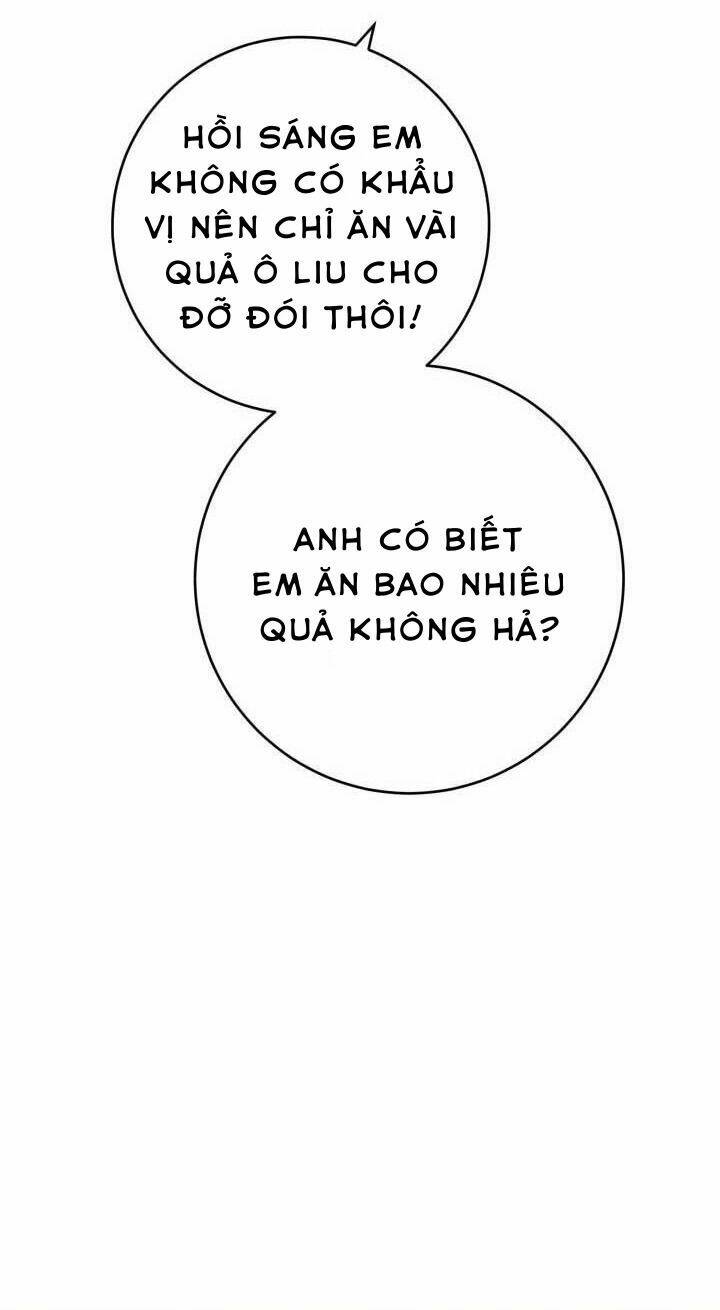 HỒI SÁNG EM
KHÔNG CÓ KHẨU
VỊ NÊN CHỈ ĂN VÀI
QUẢ Ô LIU CHO
ĐỠ ĐÓI THÔI!
ANH CÓ BIẾT
EM ĂN BAO NHIÊU
QUẢ KHÔNG HẢ?